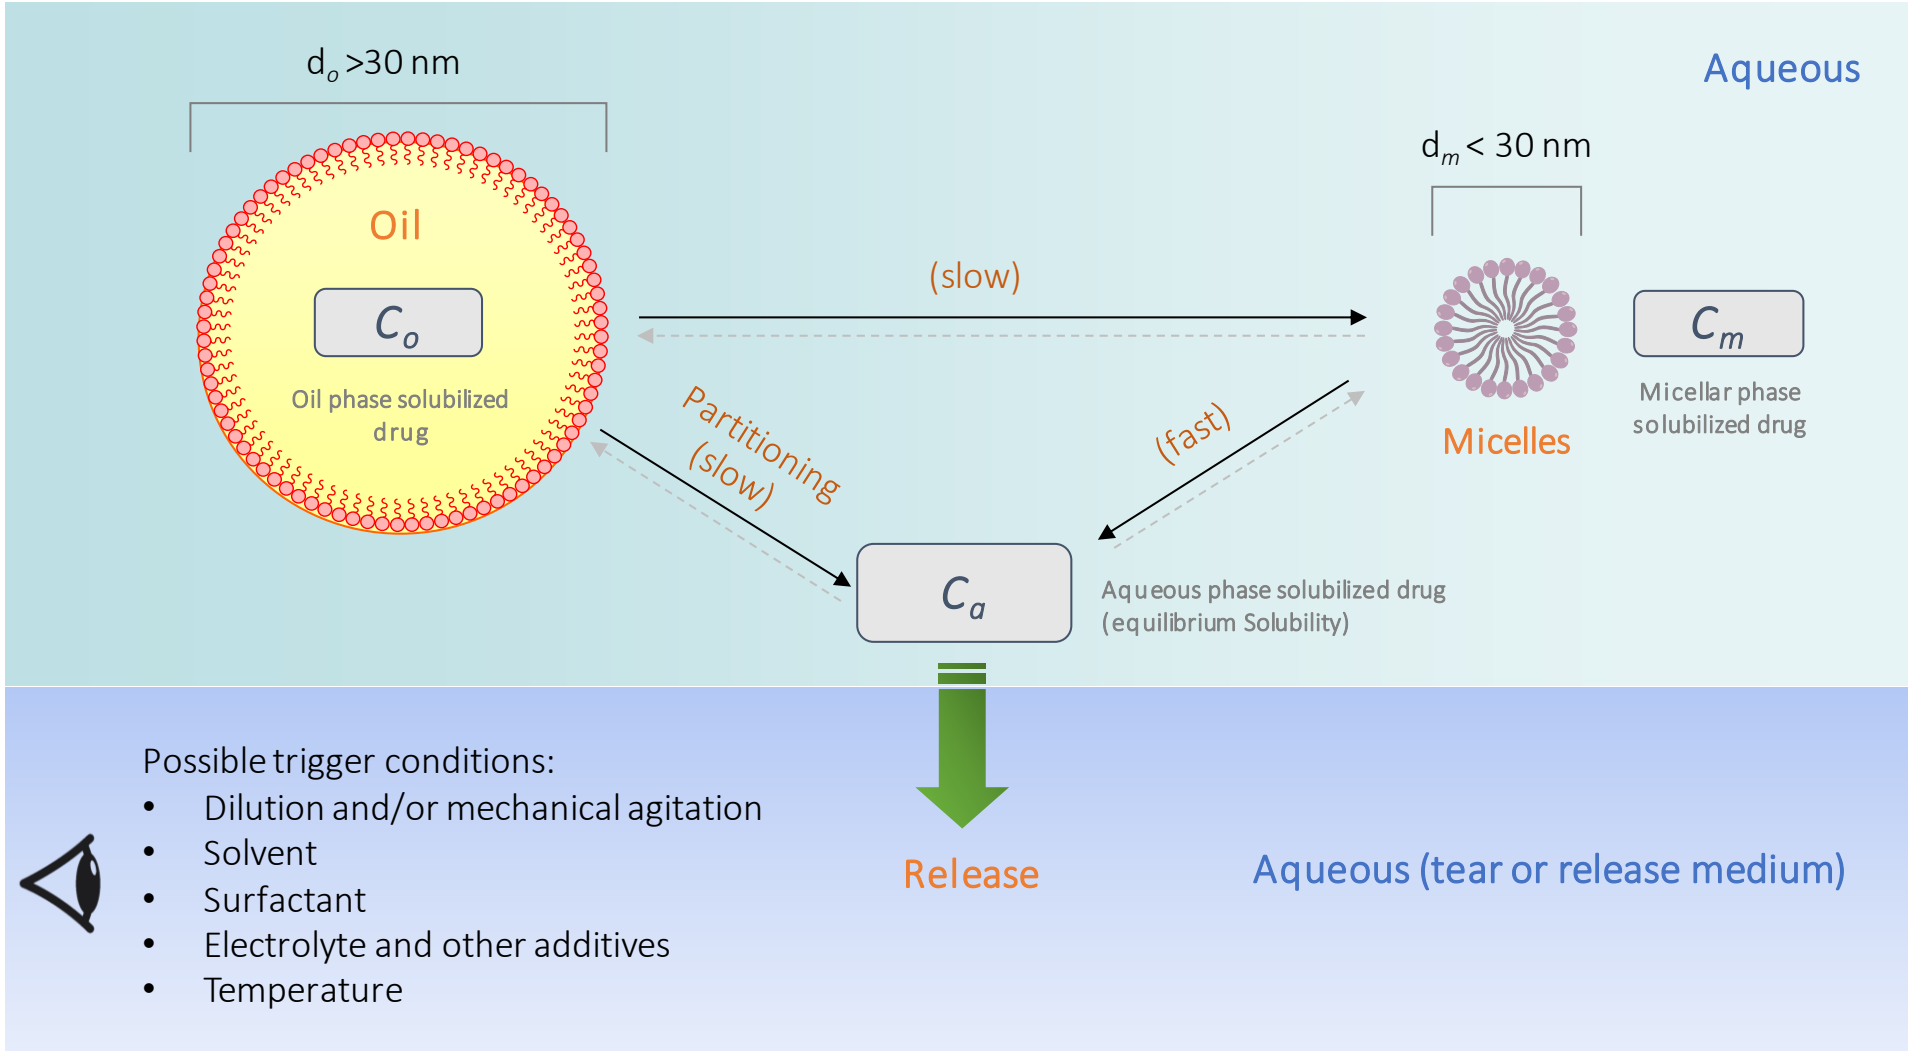 dₒ >30 nm
Aqueous
dₘ < 30 nm
Oil
(slow)
Cₒ
Cₘ
Oil phase solubilized
drug
Partitioning
(slow)
(fast)
Micelles
Micellar phase
solubilized drug
Cₐ
Aqueous phase solubilized drug
(equilibrium Solubility)
Possible trigger conditions:
• Dilution and/or mechanical agitation
• Solvent
• Surfactant
• Electrolyte and other additives
• Temperature
Release
Aqueous (tear or release medium)